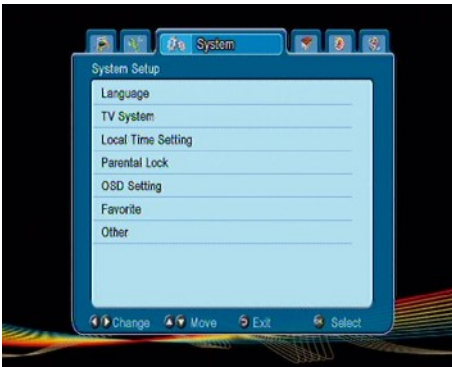 System
System Setup
Language
TV System
Local Time Setting
Parental Lock
OSD Setting
Favorite
Other
Change Move Exit Select